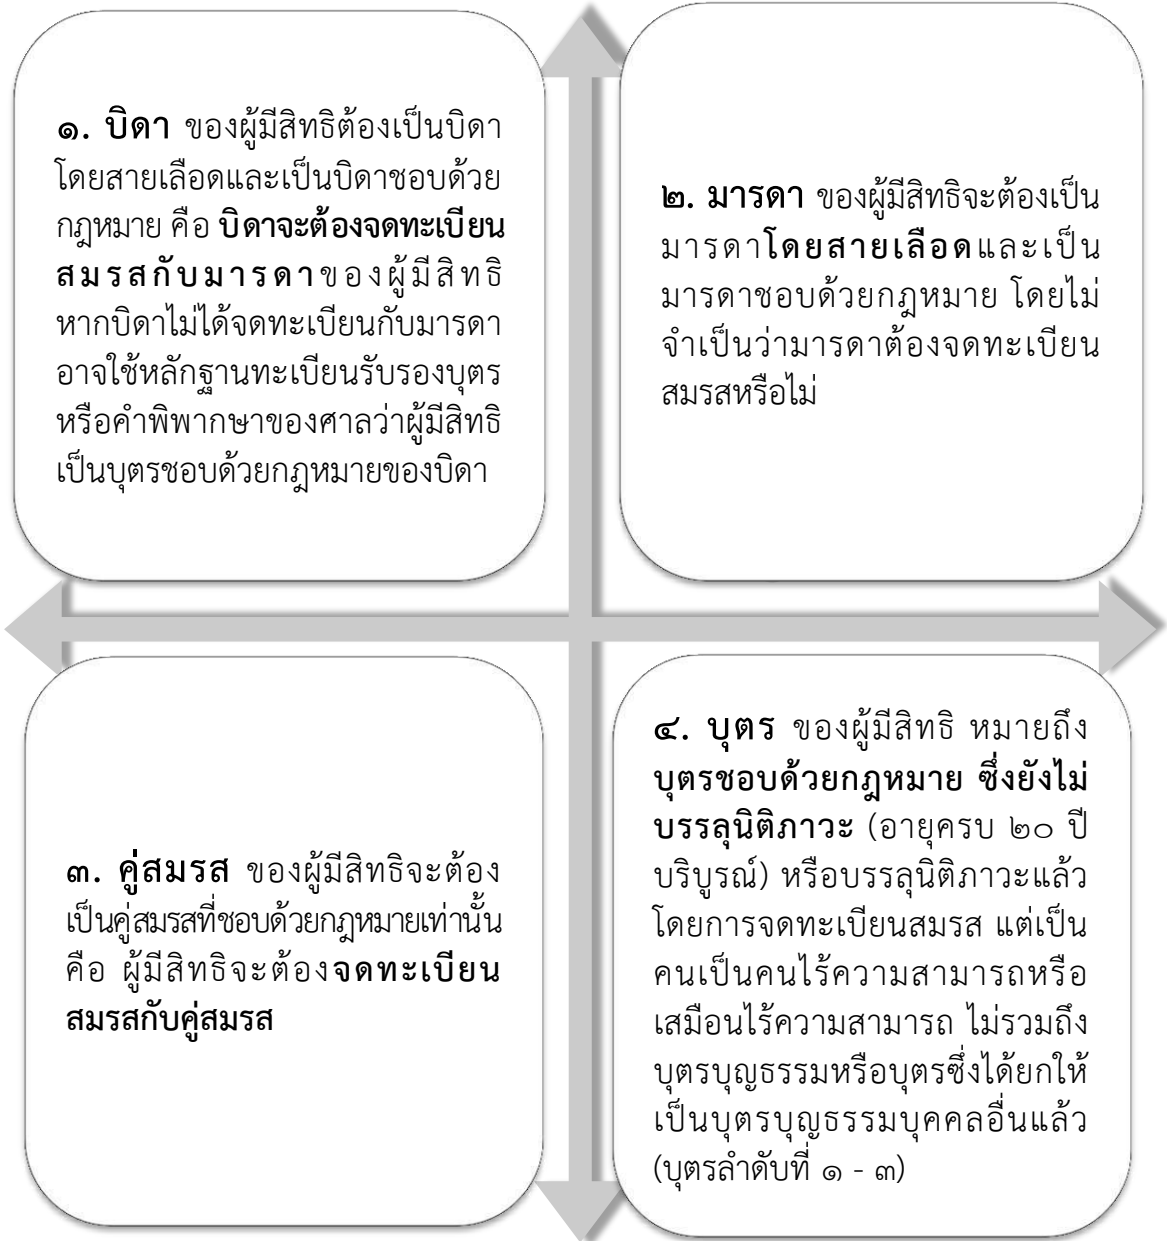 ๑. บิดา ของผู้มีสิทธิต้องเป็นบิดา
โดยสายเลือดและเป็นบิดาชอบด้วย
กฎหมาย คือ บิดาจะต้องจดทะเบียน
สมรสกับมารดาของผู้มีสิทธิ
หากบิดาไม่ได้จดทะเบียนกับมารดา
อาจใช้หลักฐานทะเบียนรับรองบุตร
หรือคำพิพากษาของศาลว่าผู้มีสิทธิ
เป็นบุตรชอบด้วยกฎหมายของบิดา
๒. มารดา ของผู้มีสิทธิจะต้องเป็น
มารดาโดยสายเลือดและเป็น
มารดาชอบด้วยกฎหมาย โดยไม่
จำเป็นว่ามารดาต้องจดทะเบียน
สมรสหรือไม่
๓. คู่สมรส ของผู้มีสิทธิจะต้อง
เป็นคู่สมรสที่ชอบด้วยกฎหมายเท่านั้น
คือ ผู้มีสิทธิจะต้องจดทะเบียน
สมรสกับคู่สมรส
๔. บุตร ของผู้มีสิทธิ หมายถึง
บุตรชอบด้วยกฎหมาย ซึ่งยังไม่
บรรลุนิติภาวะ (อายุครบ ๒๐ ปี
บริบูรณ์) หรือบรรลุนิติภาวะแล้ว
โดยการจดทะเบียนสมรส แต่เป็น
คนเป็นคนไร้ความสามารถหรือ
เสมือนไร้ความสามารถ ไม่รวมถึง
บุตรบุญธรรมหรือบุตรซึ่งได้ยกให้
เป็นบุตรบุญธรรมบุคคลอื่นแล้ว
(บุตรลำดับที่ ๑ - ๓)